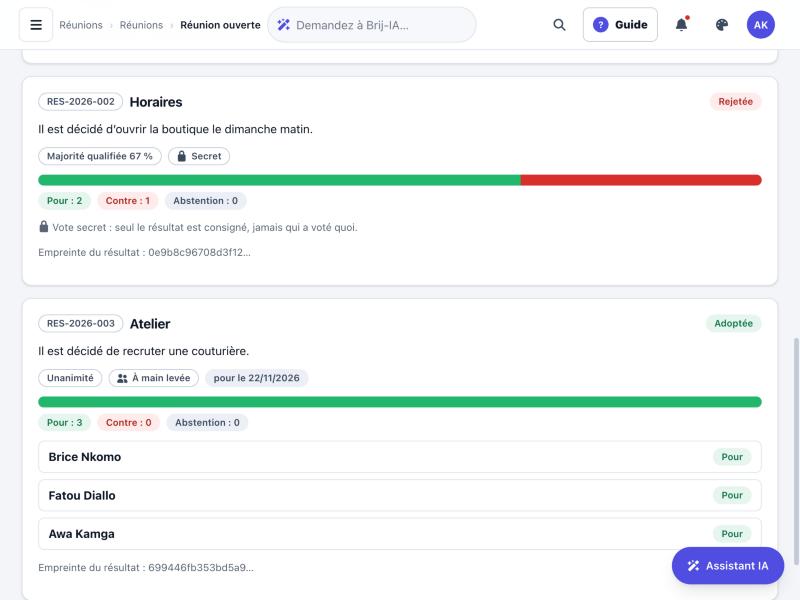 Réunions › Réunions › Réunion ouverte
Demandez à Brij-IA...
? Guide
AK
RES-2026-002 Horaires Rejetée
Il est décidé d'ouvrir la boutique le dimanche matin.
Majorité qualifiée 67 % Secret
Pour : 2 Contre : 1 Abstention : 0
Vote secret : seul le résultat est consigné, jamais qui a voté quoi.
Empreinte du résultat : 0e9b8c96708d3f12...
RES-2026-003 Atelier Adoptée
Il est décidé de recruter une couturière.
Unanimité À main levée pour le 22/11/2026
Pour : 3 Contre : 0 Abstention : 0
Brice Nkomo Pour
Fatou Diallo Pour
Awa Kamga Pour
Empreinte du résultat : 699446fb353bd5a9...
Assistant IA